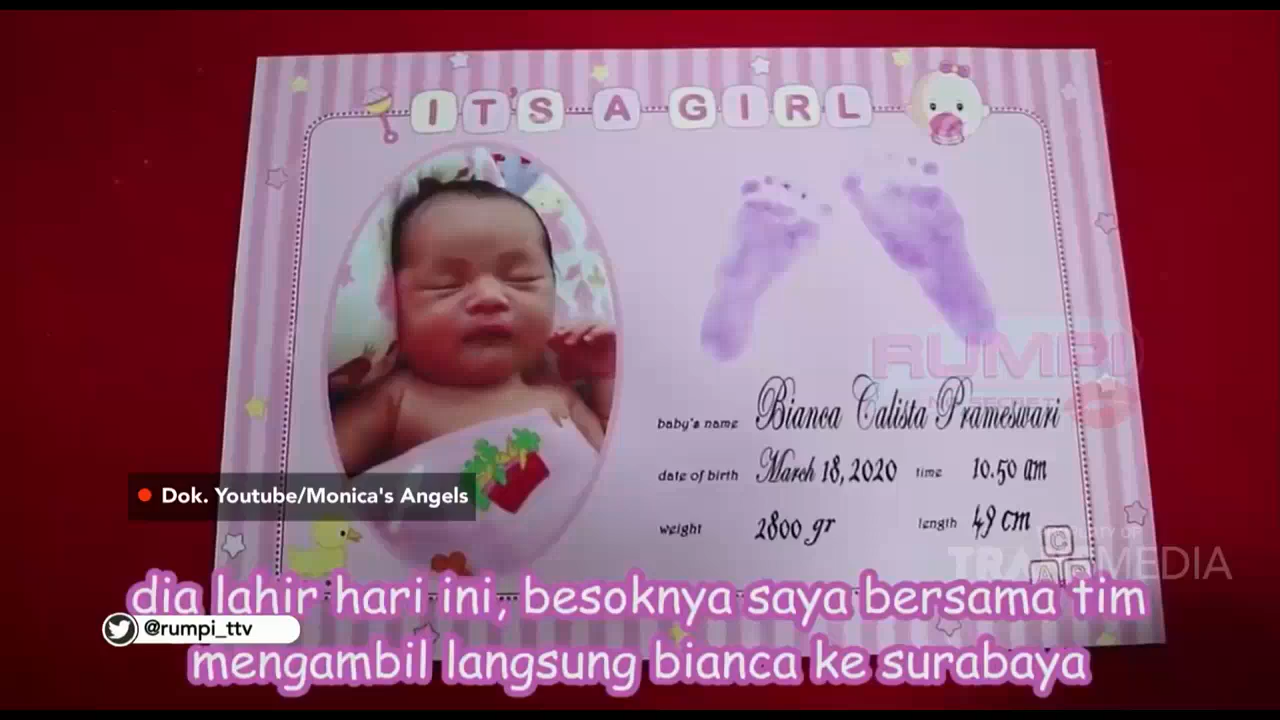 IT'S A GIRL
RUMPI
NO SECRET
baby's name Bianca Calista Prameswari
date of birth March 18, 2020 time 10.50 am
weight 2800 gr length 49 cm
Dok. Youtube/Monica's Angels
C
A B
TRANSMEDIA
dia lahir hari ini, besoknya saya bersama tim
@rumpi_ttv
mengambil langsung bianca ke surabaya